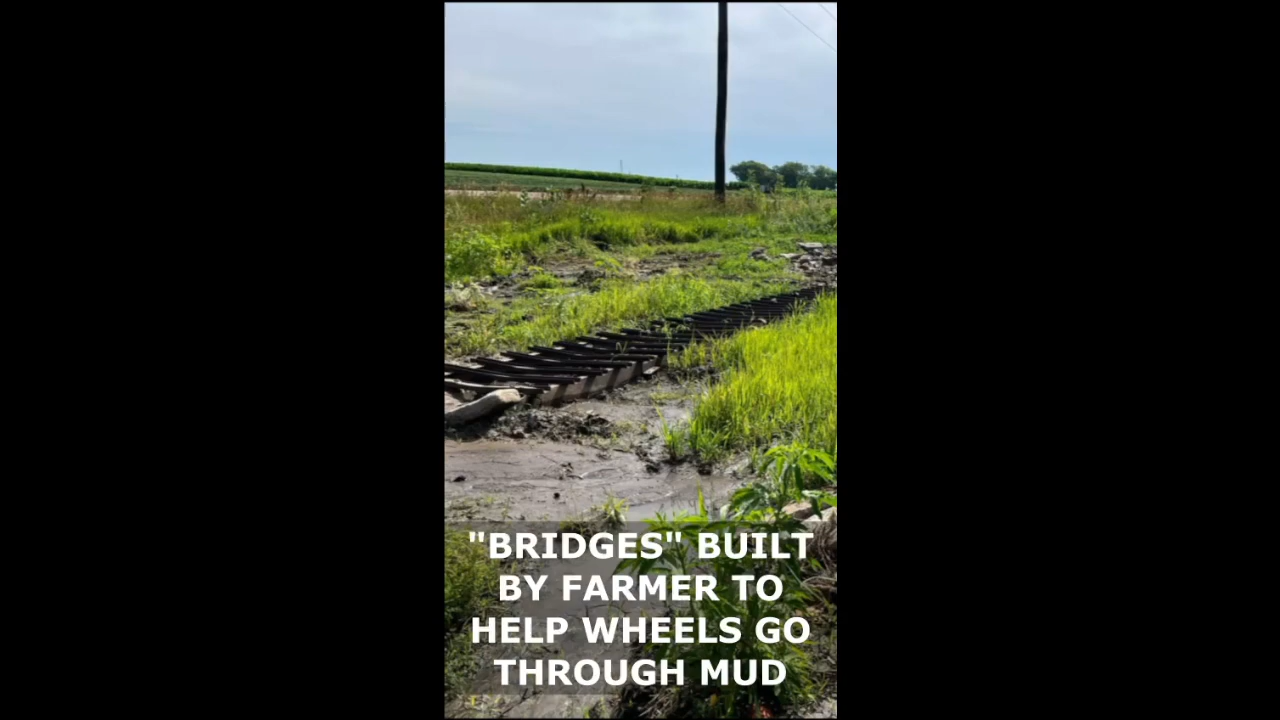 "BRIDGES" BUILT
BY FARMER TO
HELP WHEELS GO
THROUGH MUD